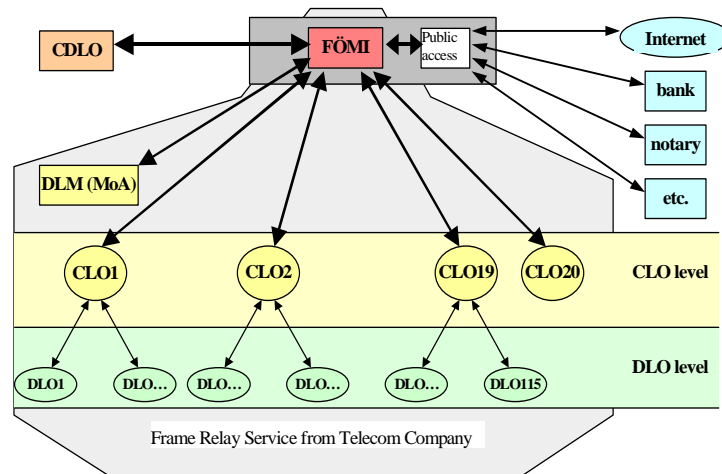 CDLO
FÖMI
Public
access
Internet
bank
notary
etc.
DLM (MoA)
CLO1
CLO2
CLO19
CLO20
CLO level
DLO1
DLO…
DLO…
DLO…
DLO…
DLO115
DLO level
Frame Relay Service from Telecom Company